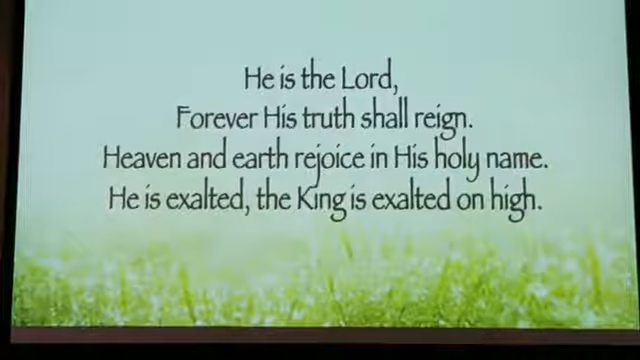 He is the Lord,
Forever His truth shall reign.
Heaven and earth rejoice in His holy name.
He is exalted, the King is exalted on high.